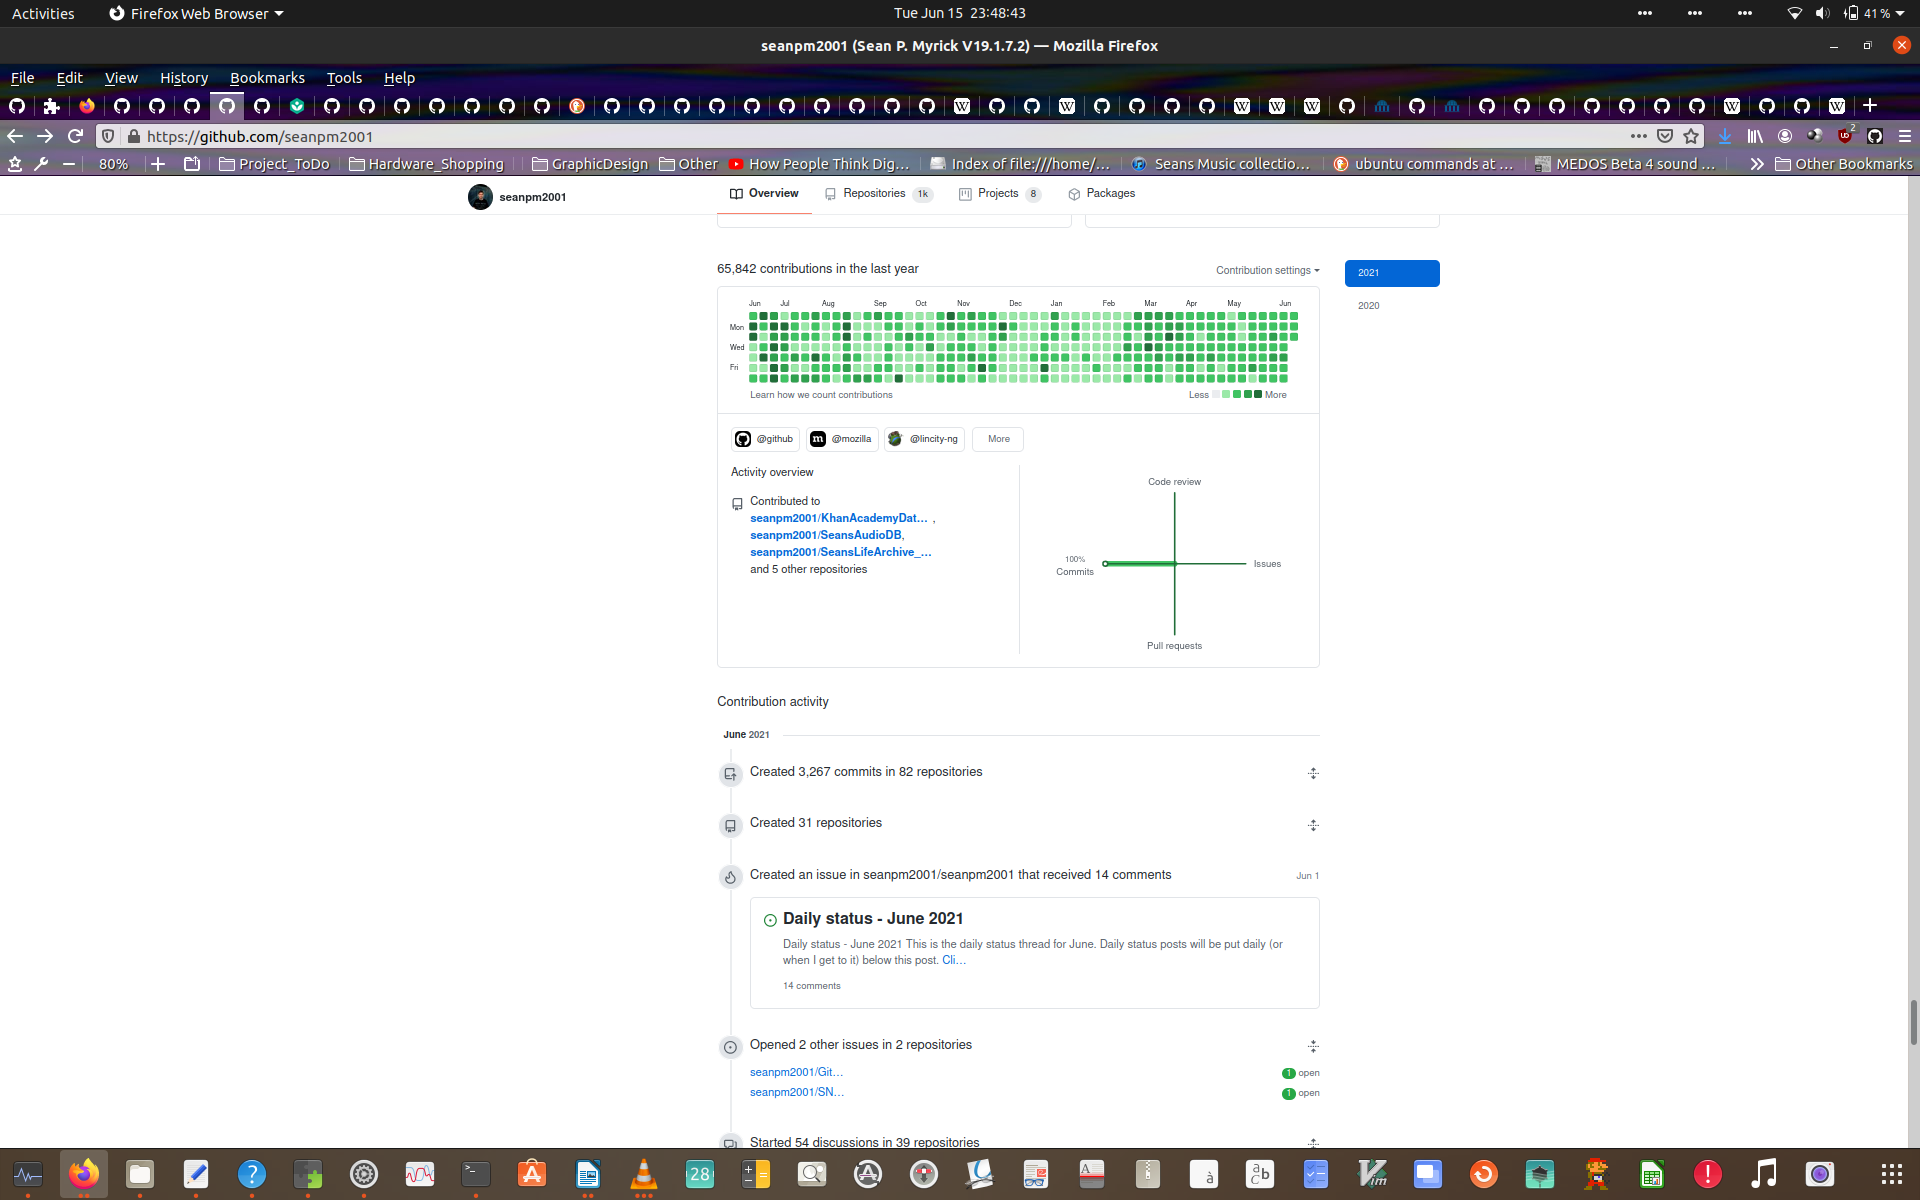 Activities
Firefox Web Browser
Tue Jun 15 23:48:43
41 %
seanpm2001 (Sean P. Myrick V19.1.7.2) — Mozilla Firefox
File Edit View History Bookmarks Tools Help
https://github.com/seanpm2001
2
80%
Project_ToDo
Hardware_Shopping
GraphicDesign
Other
How People Think Dig…
Index of file:///home/…
Seans Music collectio…
ubuntu commands at …
MEDOS Beta 4 sound …
Other Bookmarks
seanpm2001
Overview
Repositories 1k
Projects 8
Packages
65,842 contributions in the last year
Contribution settings
2021
2020
Jun Jul Aug Sep Oct Nov Dec Jan Feb Mar Apr May Jun
Mon
Wed
Fri
Learn how we count contributions
Less More
@github
@mozilla
@lincity-ng
More
Activity overview
Contributed to
seanpm2001/KhanAcademyDat… ,
seanpm2001/SeansAudioDB,
seanpm2001/SeansLifeArchive_…
and 5 other repositories
Code review
100%
Commits
Issues
Pull requests
Contribution activity
June 2021
Created 3,267 commits in 82 repositories
Created 31 repositories
Created an issue in seanpm2001/seanpm2001 that received 14 comments
Jun 1
Daily status - June 2021
Daily status - June 2021 This is the daily status thread for June. Daily status posts will be put daily (or
when I get to it) below this post. Cli…
14 comments
Opened 2 other issues in 2 repositories
seanpm2001/Git…
1 open
seanpm2001/SN…
1 open
Started 54 discussions in 39 repositories
28